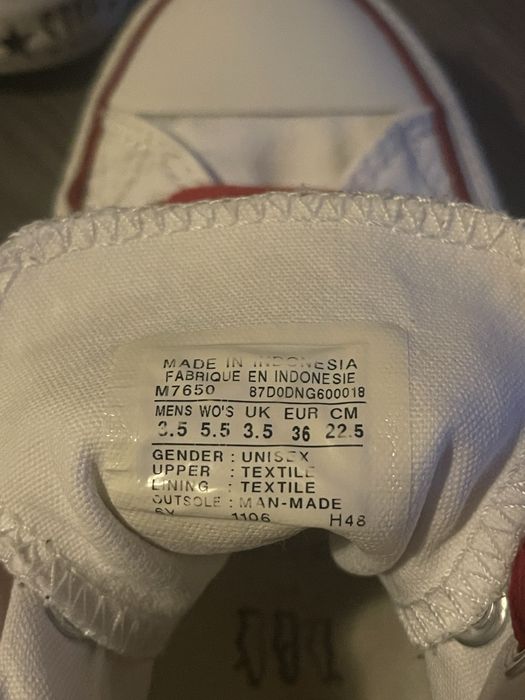 MADE IN INDONESIA
FABRIQUE EN INDONESIE
M7650 87D0DNG600018
MENS WO'S UK EUR CM
3.5 5.5 3.5 36 22.5
GENDER : UNISEX
UPPER : TEXTILE
LINING : TEXTILE
OUTSOLE : MAN-MADE
1106 H48